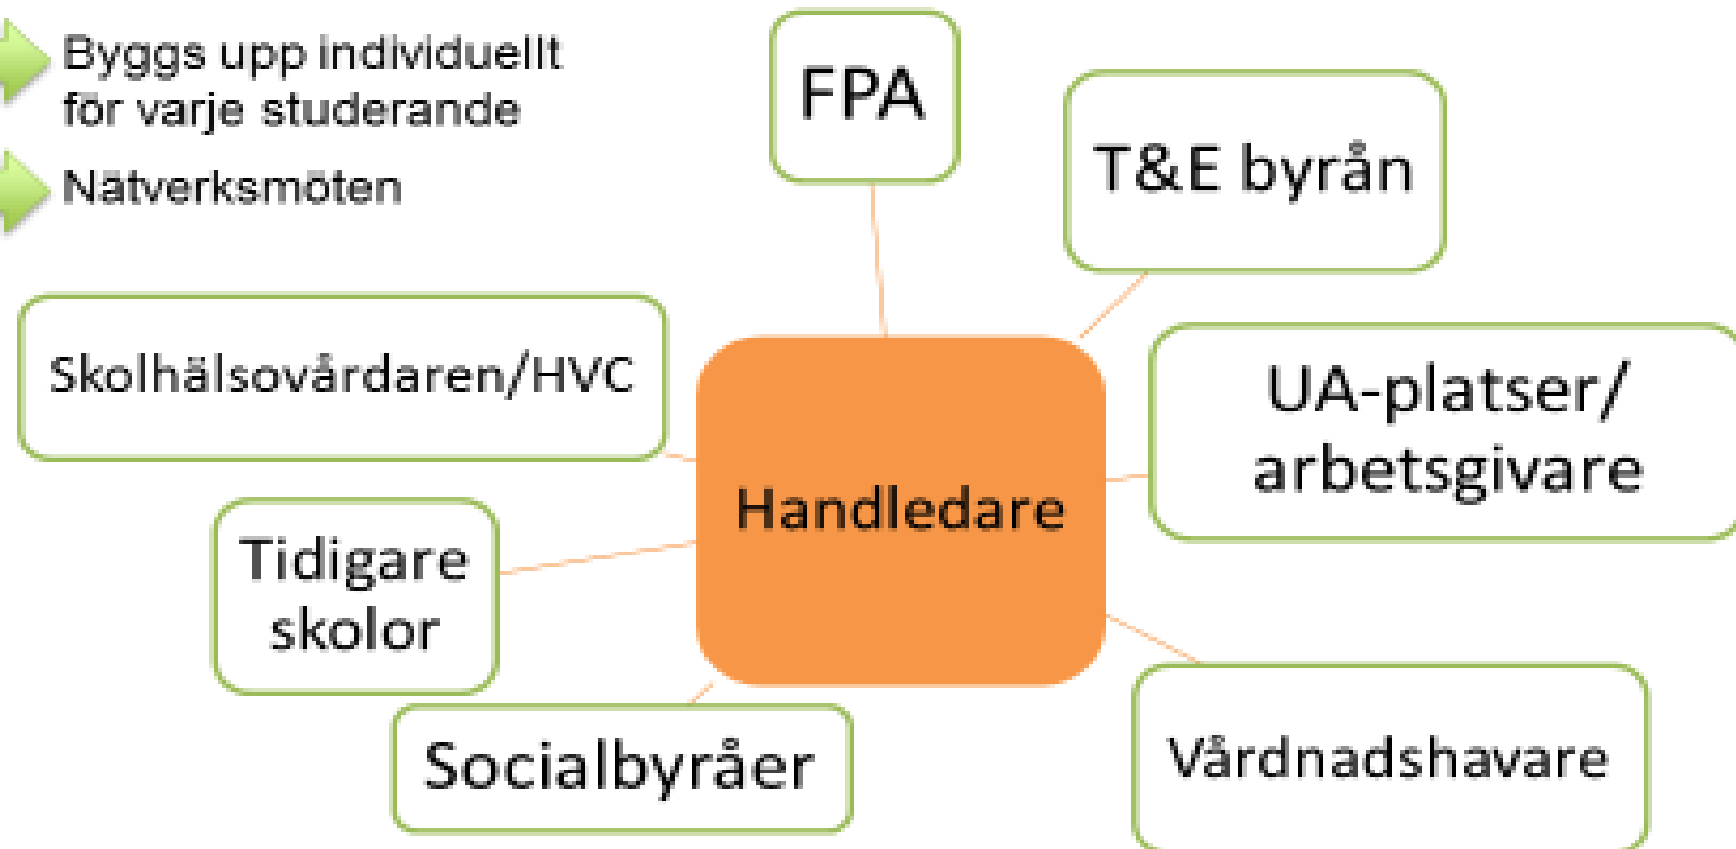 Byggs upp individuellt
för varje studerande
Nätverksmöten
FPA
T&E byrån
Skolhälsovårdaren/HVC
UA-platser/
arbetsgivare
Handledare
Tidigare
skolor
Socialbyråer
Vårdnadshavare